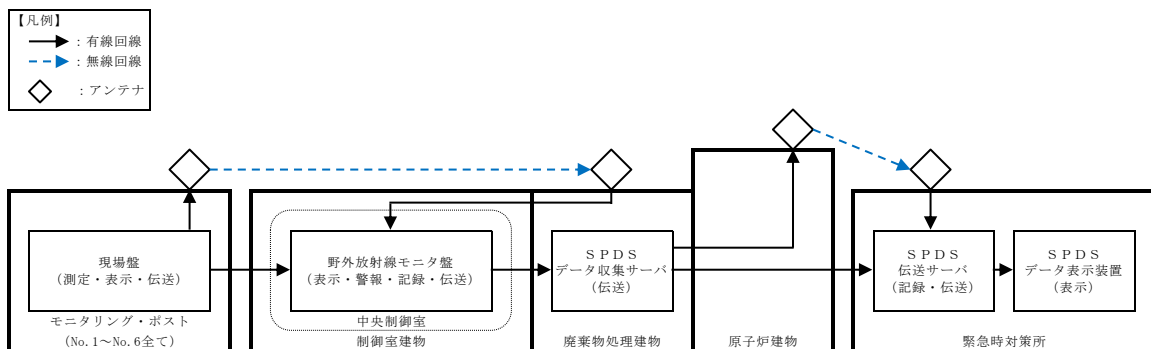 【凡例】
：有線回線
：無線回線
：アンテナ
現場盤
（測定・表示・伝送）
モニタリング・ポスト
（No.1～No.6全て）
野外放射線モニタ盤
（表示・警報・記録・伝送）
中央制御室
制御室建物
ＳＰＤＳ
データ収集サーバ
（伝送）
廃棄物処理建物
原子炉建物
ＳＰＤＳ
伝送サーバ
（記録・伝送）
ＳＰＤＳ
データ表示装置
（表示）
緊急時対策所